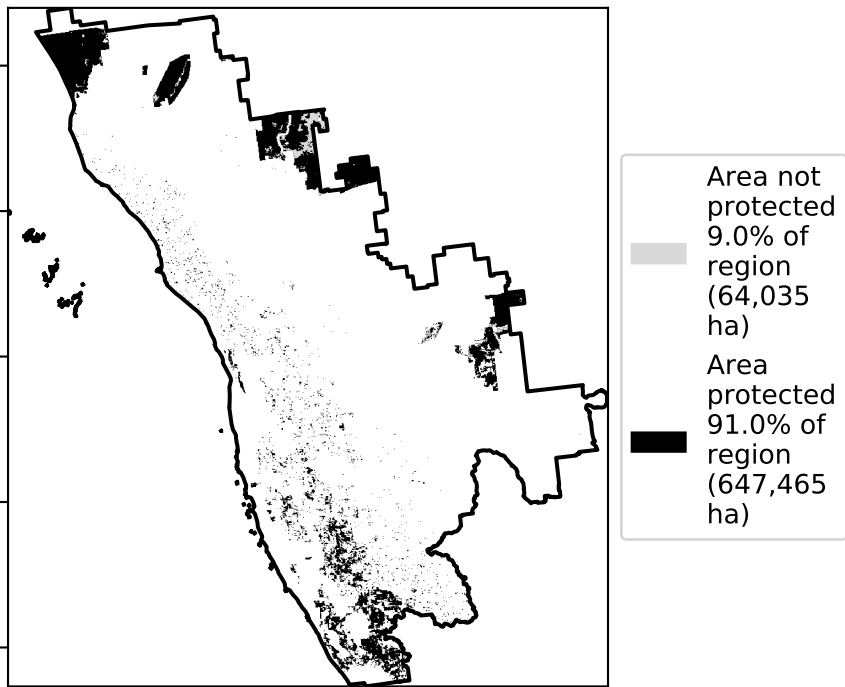 Area not
protected
9.0% of
region
(64,035
ha)
Area
protected
91.0% of
region
(647,465
ha)